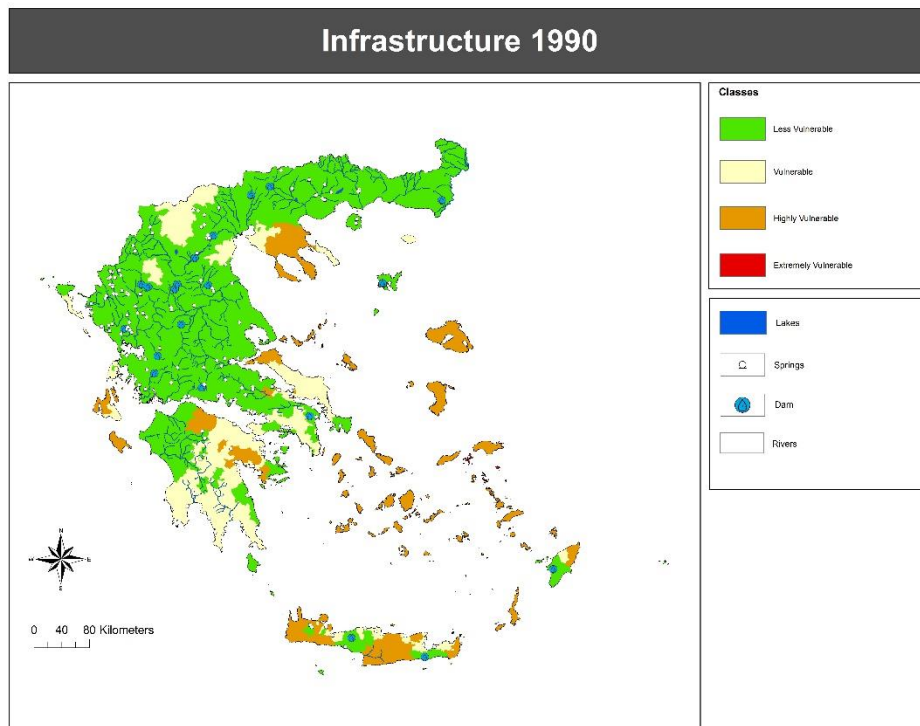 Infrastructure 1990
Classes
Less Vulnerable
Vulnerable
Highly Vulnerable
Extremely Vulnerable
Lakes
Springs
Dam
Rivers
N
W E
S
0 40 80 Kilometers